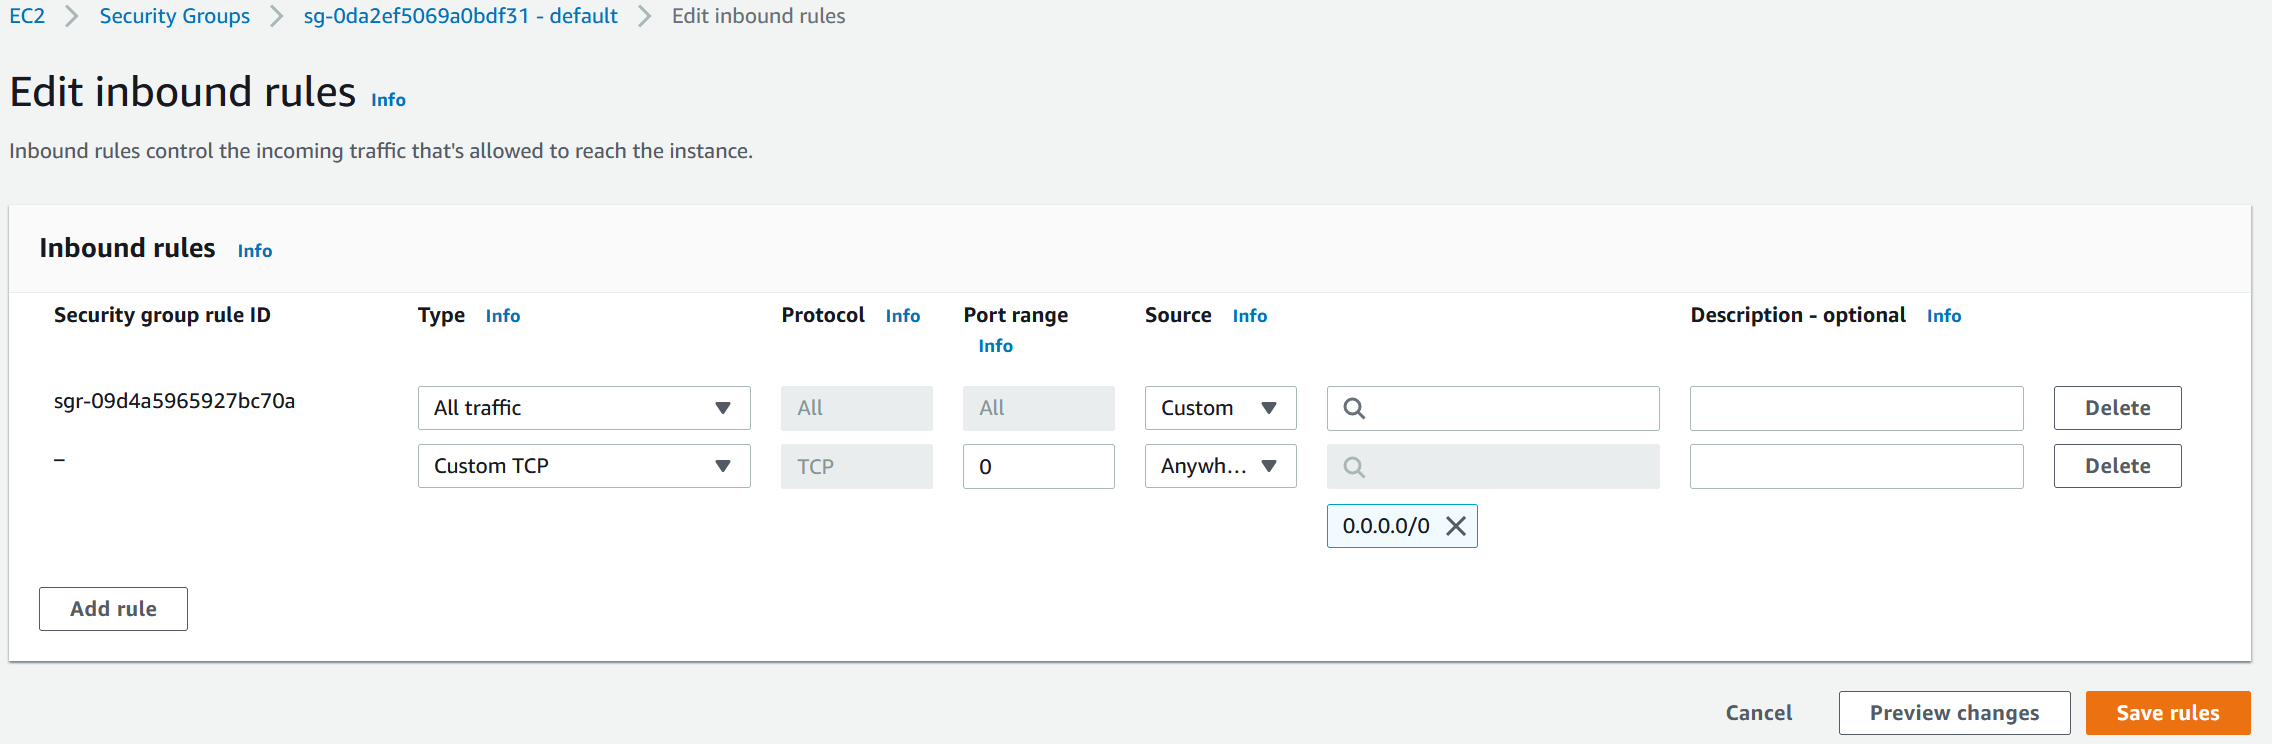 EC2 > Security Groups > sg-0da2ef5069a0bdf31 - default > Edit inbound rules
Edit inbound rules Info
Inbound rules control the incoming traffic that's allowed to reach the instance.
Inbound rules Info
Security group rule ID Type Info Protocol Info Port range Source Info Description - optional Info
Info
sgr-09d4a5965927bc70a All traffic All All Custom Delete
– Custom TCP TCP 0 Anywh... Delete
0.0.0.0/0
Add rule
Cancel Preview changes Save rules